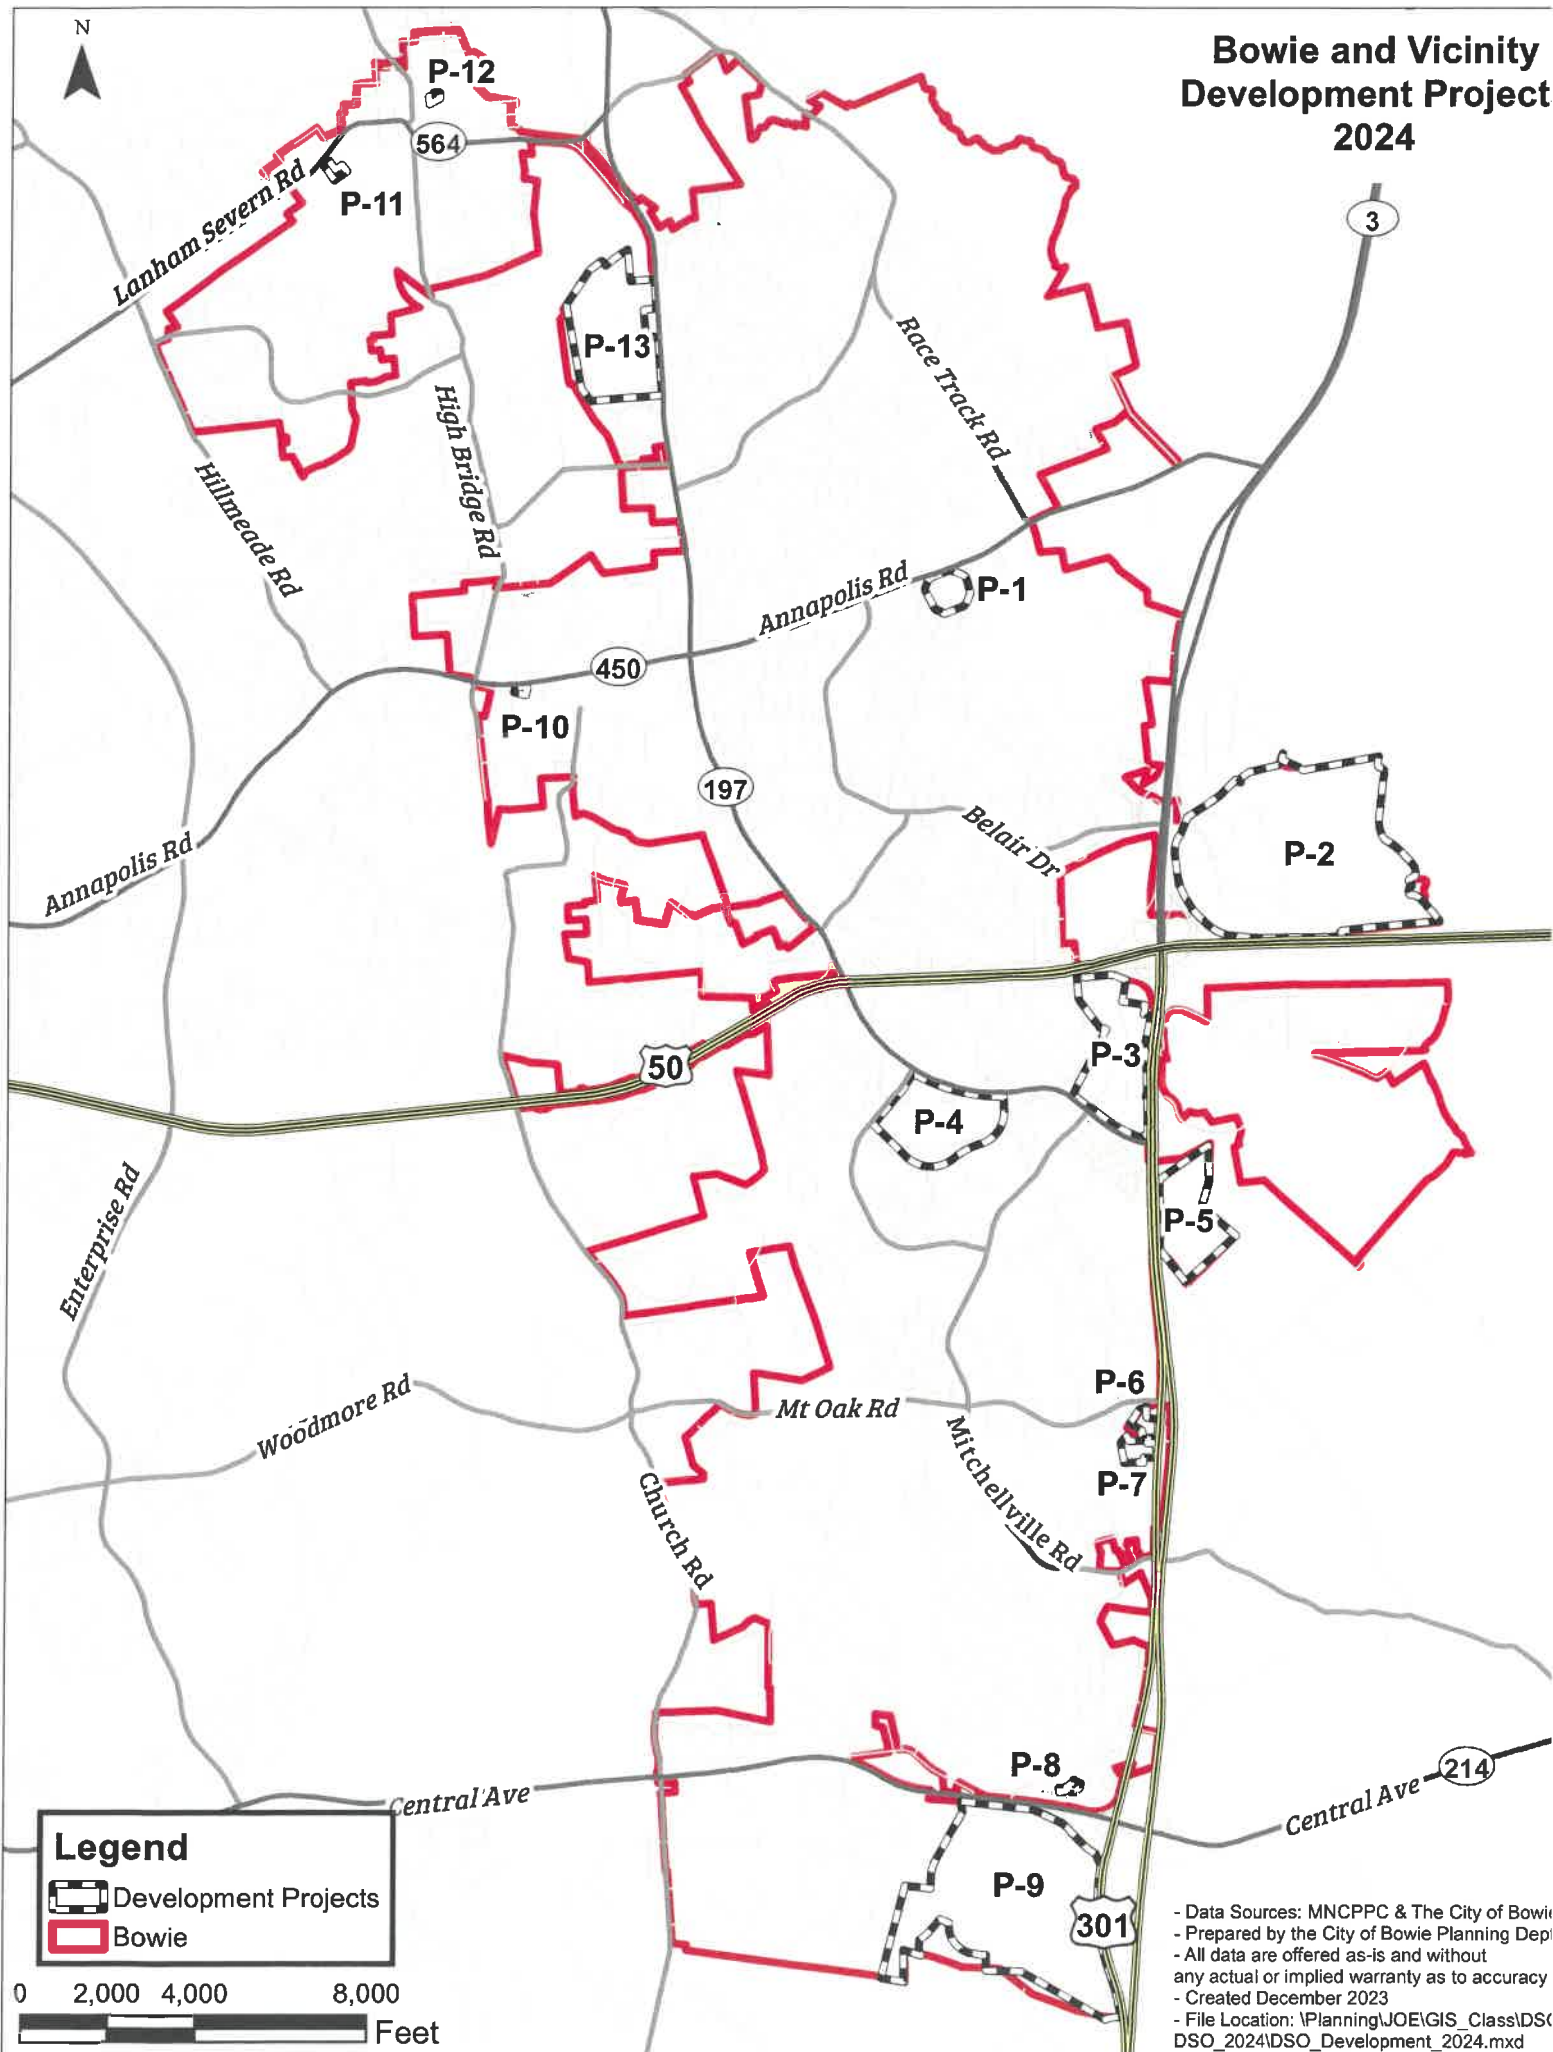 N
Bowie and Vicinity
Development Project
2024
P-12
564
Lanham Severn Rd
P-11
3
P-13
Race Track Rd
High Bridge Rd
Hillmeade Rd
Annapolis Rd
P-1
450
P-10
197
Belair Dr
P-2
Annapolis Rd
50
P-3
P-4
P-5
Enterprise Rd
P-6
Woodmore Rd
Mt Oak Rd
Mitchellville Rd
P-7
Church Rd
P-8
214
Central Ave
Central Ave
P-9
301
Legend
Development Projects
Bowie
0 2,000 4,000 8,000
Feet
- Data Sources: MNCPPC & The City of Bowie
- Prepared by the City of Bowie Planning Dept
- All data are offered as-is and without
any actual or implied warranty as to accuracy
- Created December 2023
- File Location: \Planning\JOE\GIS_Class\DSO
DSO_2024\DSO_Development_2024.mxd